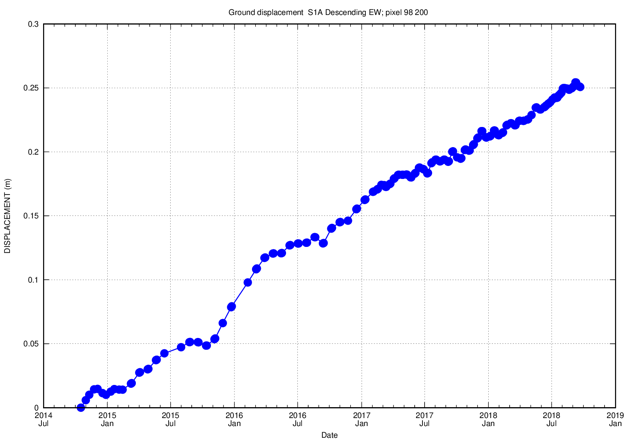 Ground displacement  S1A Descending EW; pixel 98 200
0.3
0.25
0.2
0.15
0.1
0.05
0
DISPLACEMENT (m)
2014 2015 2015 2016 2016 2017 2017 2018 2018 2019
Jul Jan Jul Jan Jul Jan Jul Jan Jul Jan
Date